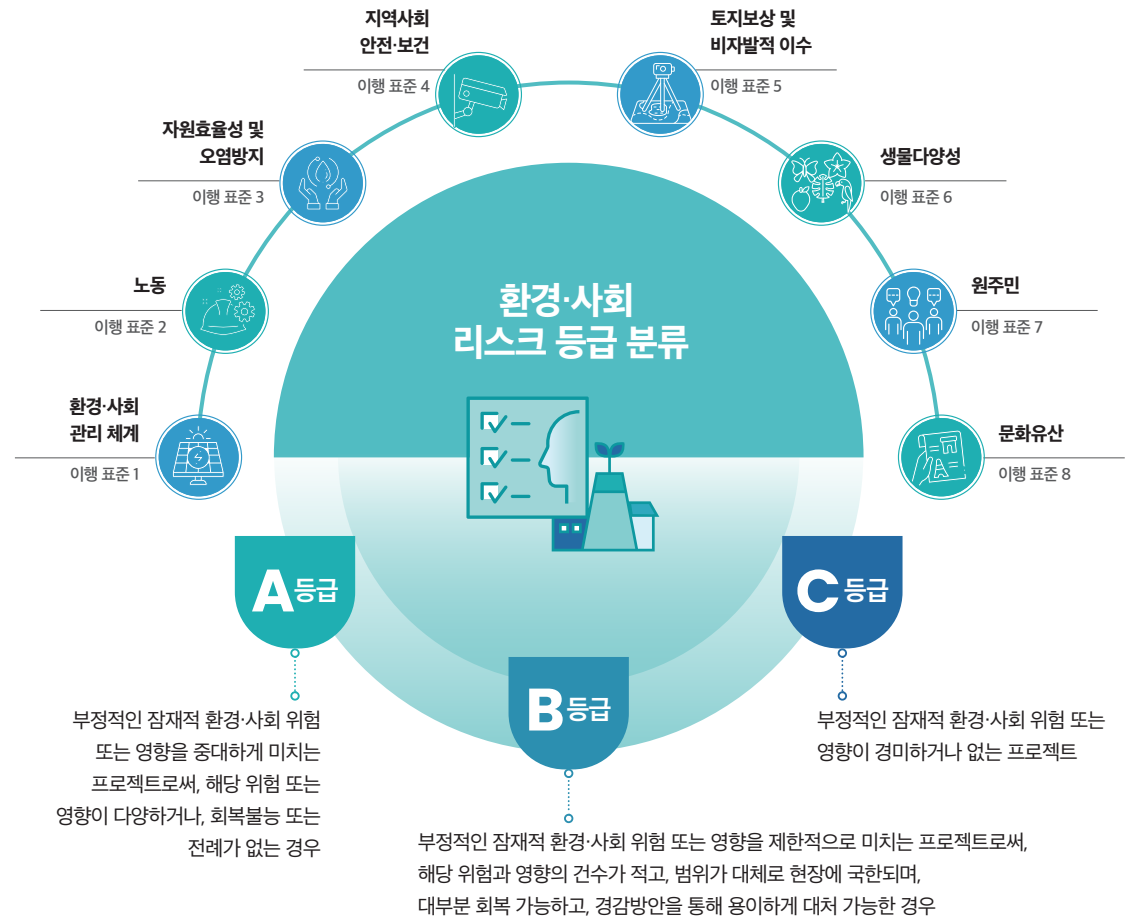 지역사회
안전·보건
이행 표준 4
토지보상 및
비자발적 이수
이행 표준 5
자원효율성 및
오염방지
이행 표준 3
생물다양성
이행 표준 6
노동
이행 표준 2
원주민
이행 표준 7
환경·사회
관리 체계
이행 표준 1
문화유산
이행 표준 8
환경·사회
리스크 등급 분류
A등급
부정적인 잠재적 환경·사회 위험
또는 영향을 중대하게 미치는
프로젝트로써, 해당 위험 또는
영향이 다양하거나, 회복불능 또는
전례가 없는 경우
B등급
부정적인 잠재적 환경·사회 위험 또는 영향을 제한적으로 미치는 프로젝트로써,
해당 위험과 영향의 건수가 적고, 범위가 대체로 현장에 국한되며,
대부분 회복 가능하고, 경감방안을 통해 용이하게 대처 가능한 경우
C등급
부정적인 잠재적 환경·사회 위험 또는
영향이 경미하거나 없는 프로젝트